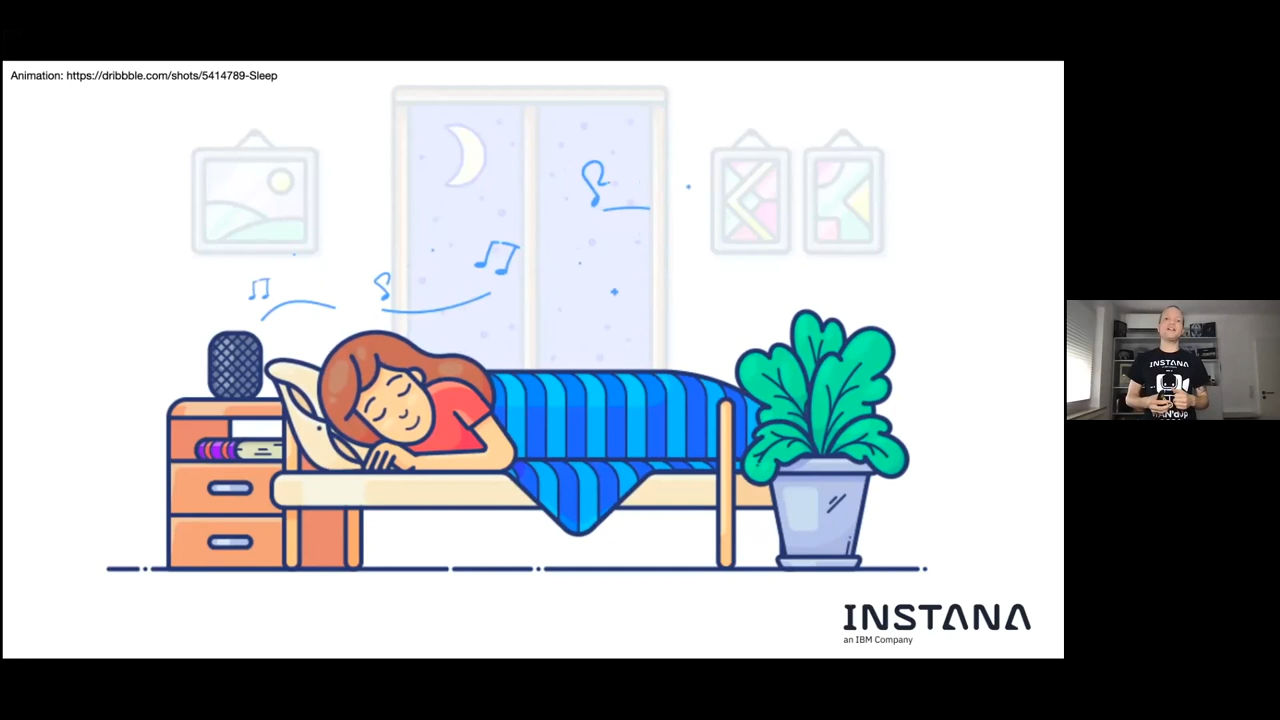 Animation: https://dribbble.com/shots/5414789-Sleep
INSTANA
an IBM Company
INSTANA